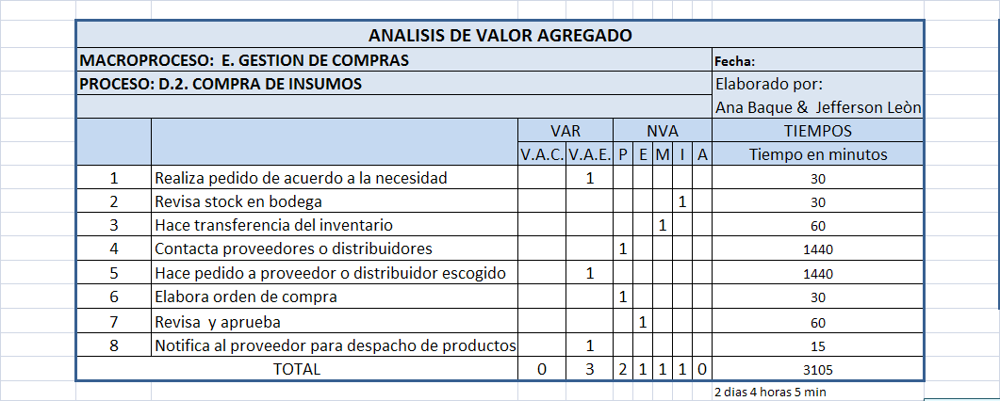 ANALISIS DE VALOR AGREGADO
MACROPROCESO: E. GESTION DE COMPRAS Fecha:
PROCESO: D.2. COMPRA DE INSUMOS Elaborado por:
Ana Baque & Jefferson Leòn
VAR NVA TIEMPOS
V.A.C. V.A.E. P E M I A Tiempo en minutos
1 Realiza pedido de acuerdo a la necesidad 1 30
2 Revisa stock en bodega 1 30
3 Hace transferencia del inventario 1 60
4 Contacta proveedores o distribuidores 1 1440
5 Hace pedido a proveedor o distribuidor escogido 1 1440
6 Elabora orden de compra 1 30
7 Revisa y aprueba 1 60
8 Notifica al proveedor para despacho de productos 1 15
TOTAL 0 3 2 1 1 1 0 3105
2 dias 4 horas 5 min